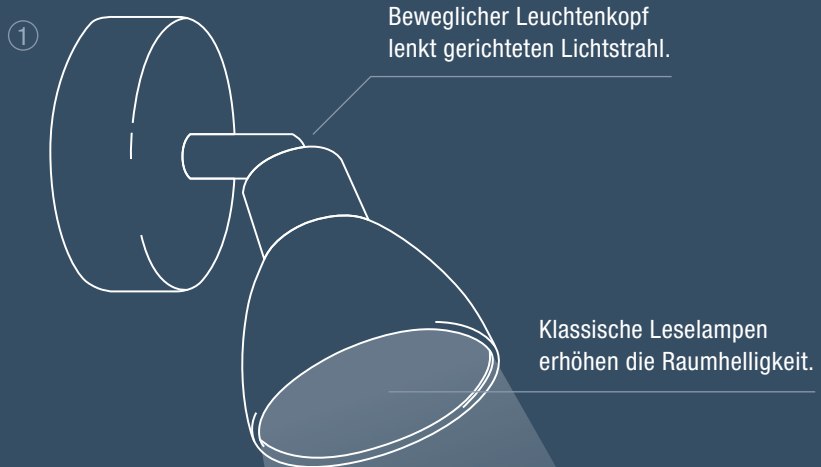 ①
Beweglicher Leuchtenkopf
lenkt gerichteten Lichtstrahl.
Klassische Leselampen
erhöhen die Raumhelligkeit.